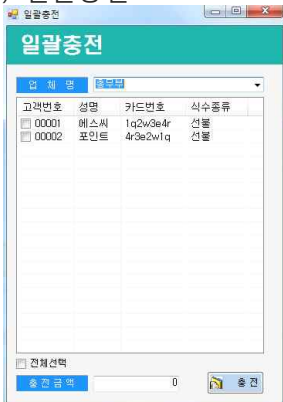 일괄충전
일괄충전
업 체 명 총무부
고객번호 성명 카드번호 식수종류
00001 에스씨 1q2w3e4r 선불
00002 포인트 4r3e2w1q 선불
전체선택
충 전 금 액 0 충 전